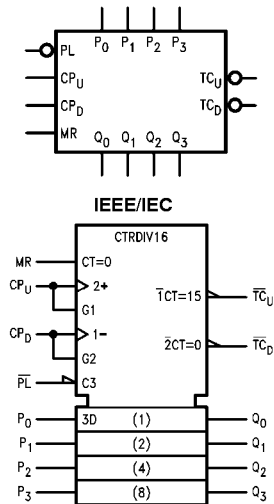 P0 P1 P2 P3
PL
CPU TCU
CPD TCD
MR
Q0 Q1 Q2 Q3
IEEE/IEC
CTRDIV16
MR CT=0
CPU 2+ 1CT=15 TCU
G1
CPD 1− 2CT=0 TCD
G2
PL C3
P0 3D (1) Q0
P1 (2) Q1
P2 (4) Q2
P3 (8) Q3